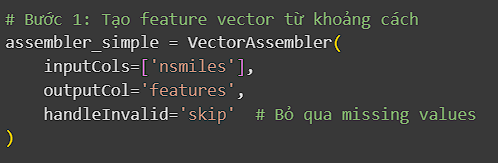 # Bước 1: Tạo feature vector từ khoảng cách
assembler_simple = VectorAssembler(
    inputCols=['nsmiles'],
    outputCol='features',
    handleInvalid='skip'  # Bỏ qua missing values
)